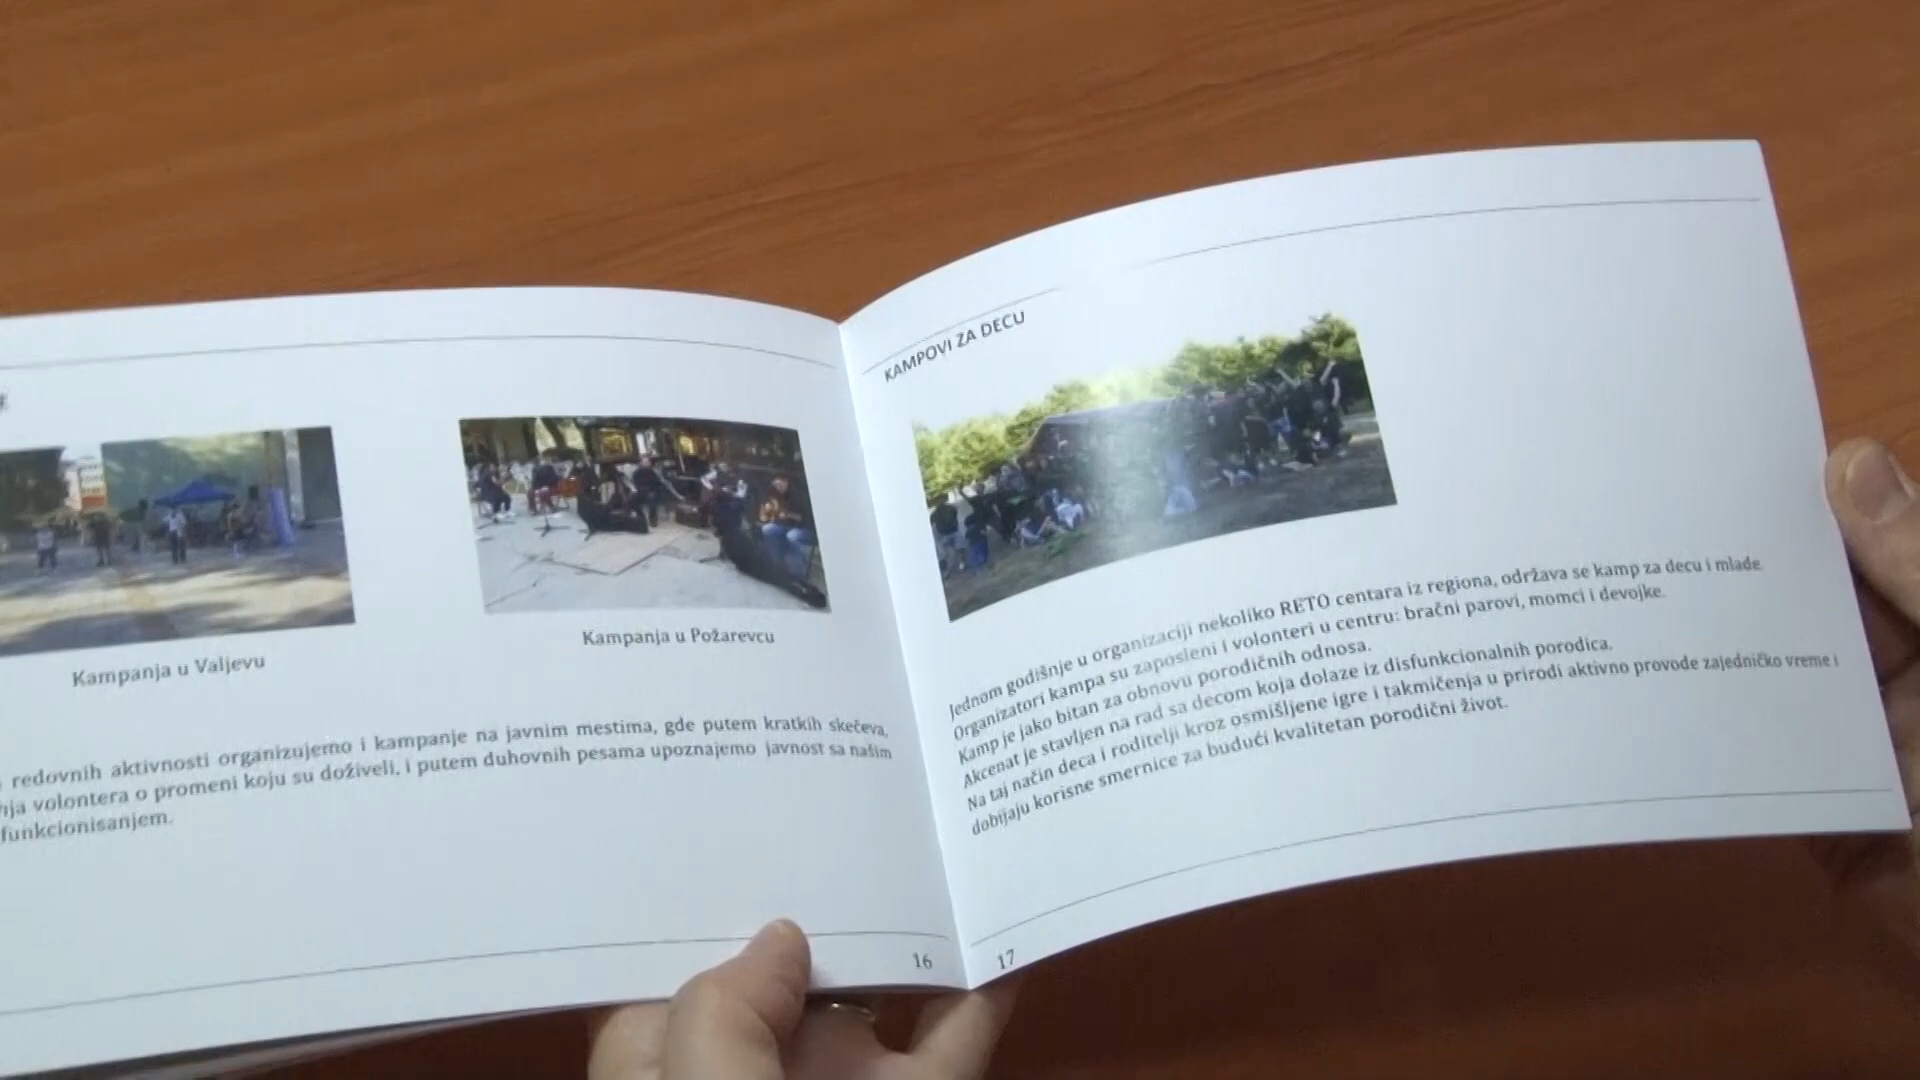 Kampanja u Valjevu
Kampanja u Požarevcu
redovnih aktivnosti organizujemo i kampanje na javnim mestima, gde putem kratkih skečeva,
volontera o promeni koju su doživeli, i putem duhovnih pesama upoznajemo javnost sa našim
funkcionisanjem.
16
KAMPOVI ZA DECU
Jednom godišnje u organizaciji nekoliko RETO centara iz regiona, održava se kamp za decu i mlade.
Organizatori kampa su zaposleni i volonteri u centru: bračni parovi, momci i devojke.
Kamp je jako bitan za obnovu porodičnih odnosa.
Akcenat je stavljen na rad sa decom koja dolaze iz disfunkcionalnih porodica.
Na taj način deca i roditelji kroz osmišljene igre i takmičenja u prirodi aktivno provode zajedničko vreme i
dobijaju korisne smernice za budući kvalitetan porodični život.
17